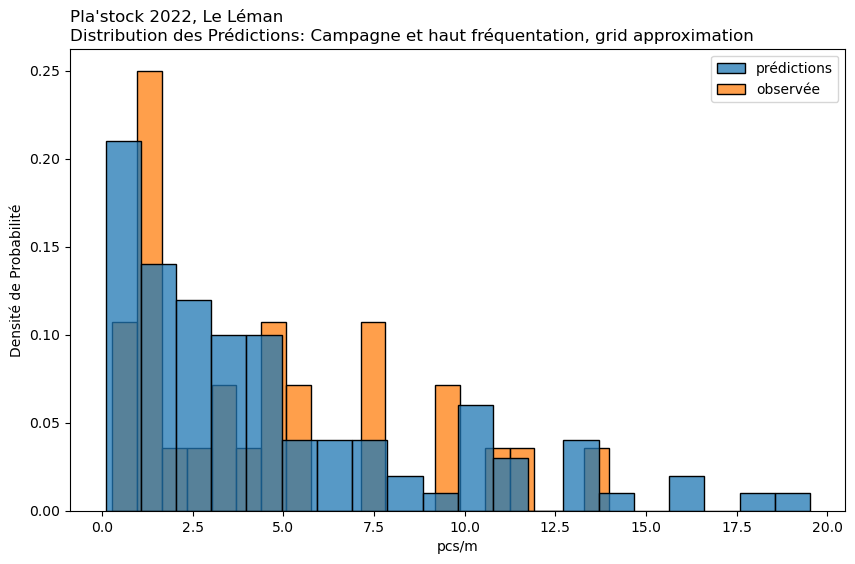 Pla'stock 2022, Le Léman
Distribution des Prédictions: Campagne et haut fréquentation, grid approximation
prédictions
observée
Densité de Probabilité
0.25
0.20
0.15
0.10
0.05
0.00
0.0 2.5 5.0 7.5 10.0 12.5 15.0 17.5 20.0
pcs/m